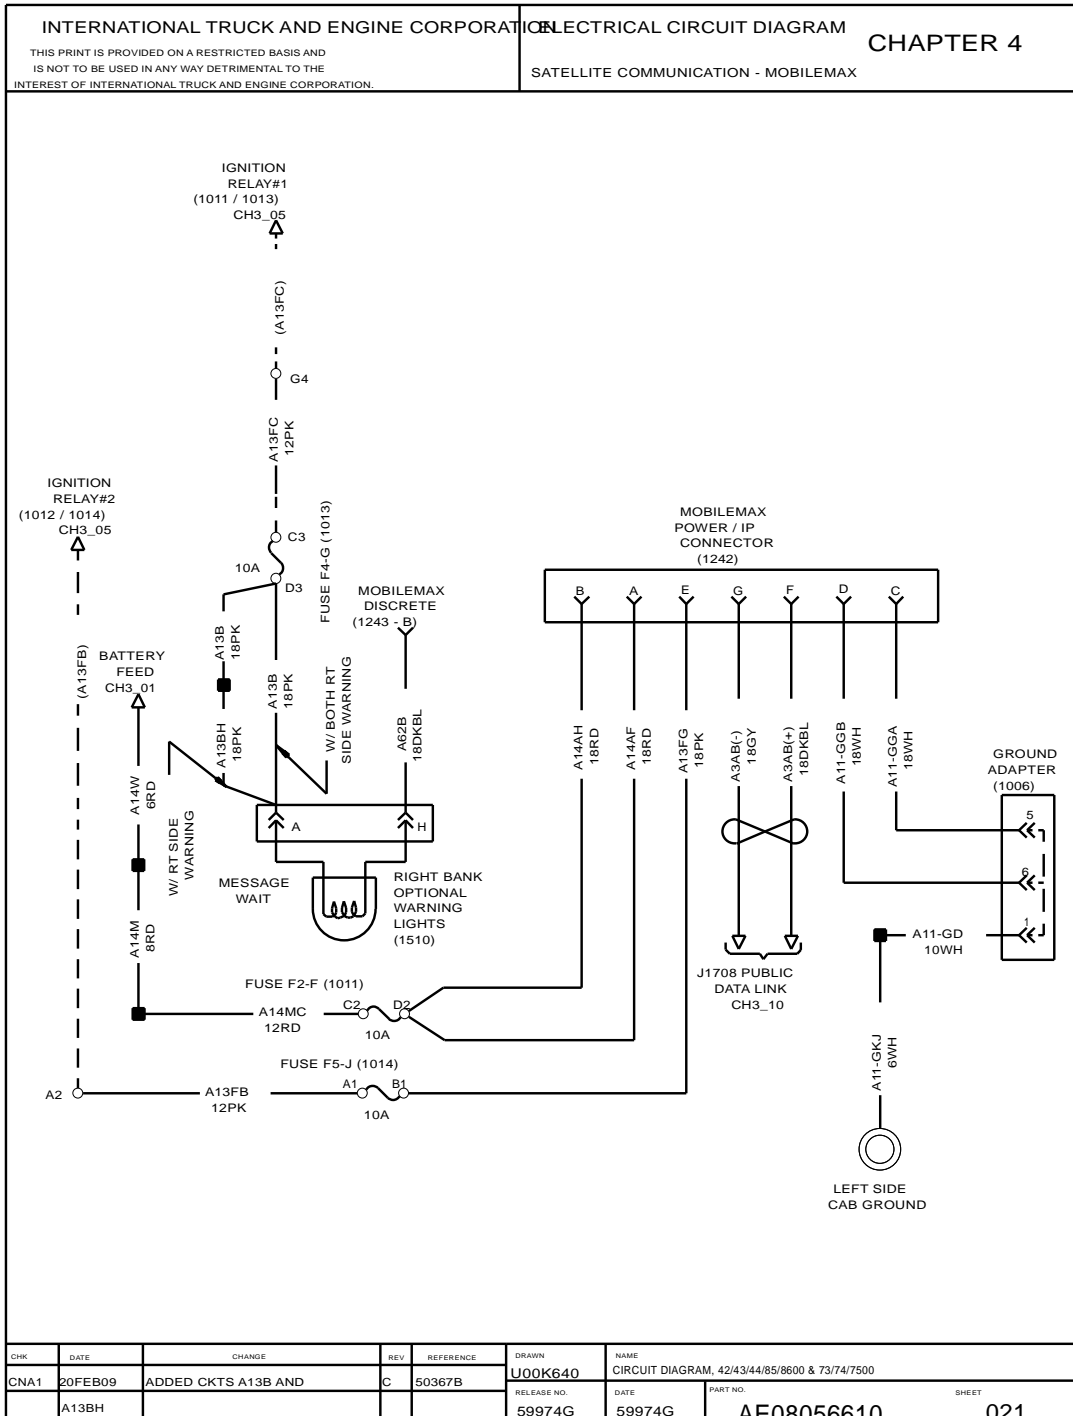 INTERNATIONAL TRUCK AND ENGINE CORPORATION
THIS PRINT IS PROVIDED ON A RESTRICTED BASIS AND
IS NOT TO BE USED IN ANY WAY DETRIMENTAL TO THE
INTEREST OF INTERNATIONAL TRUCK AND ENGINE CORPORATION.
ELECTRICAL CIRCUIT DIAGRAM
CHAPTER 4
SATELLITE COMMUNICATION - MOBILEMAX
IGNITION
RELAY#1
(1011 / 1013)
CH3_05
(A13FC)
G4
A13FC
12PK
IGNITION
RELAY#2
(1012 / 1014)
CH3_05
(A13FB)
C3
10A
D3
FUSE F4-G (1013)
MOBILEMAX
DISCRETE
(1243 - B)
A13B
18PK
A13BH
18PK
A13B
18PK
W/ BOTH RT
SIDE WARNING
A62B
18DKBL
BATTERY
FEED
CH3_01
A14W
6RD
W/ RT SIDE
WARNING
A14M
8RD
A
H
MESSAGE
WAIT
RIGHT BANK
OPTIONAL
WARNING
LIGHTS
(1510)
MOBILEMAX
POWER / IP
CONNECTOR
(1242)
B
A
E
G
F
D
C
A14AH
18RD
A14AF
18RD
A13FG
18PK
A3AB(-)
18GY
A3AB(+)
18DKBL
A11-GGB
18WH
A11-GGA
18WH
GROUND
ADAPTER
(1006)
5
6
1
A11-GD
10WH
J1708 PUBLIC
DATA LINK
CH3_10
FUSE F2-F (1011)
A14MC
12RD
C2
D2
10A
FUSE F5-J (1014)
A2
A13FB
12PK
A1
B1
10A
A11-GKJ
6WH
LEFT SIDE
CAB GROUND
CHK DATE CHANGE REV REFERENCE
CNA1 20FEB09 ADDED CKTS A13B AND C 50367B
A13BH
DRAWN
U00K640
NAME
CIRCUIT DIAGRAM, 42/43/44/85/8600 & 73/74/7500
RELEASE NO.
59974G
DATE
59974G
PART NO.
AE08056610
SHEET
021